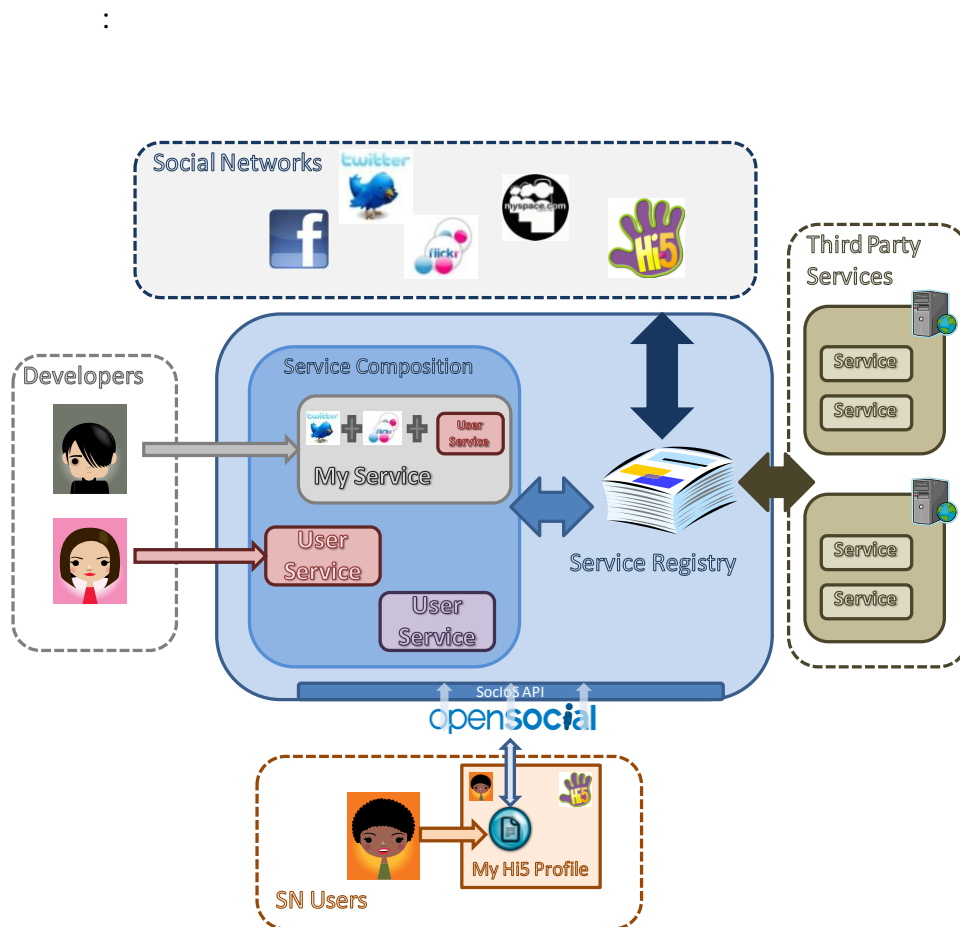 :
Social Networks
twitter
flickr
myspace.com
Hi5
Third Party
Services
Service
Service
Service
Service
Developers
Service Composition
twitter
flickr
User
Service
My Service
User
Service
User
Service
Service Registry
SocIoS API
opensocial
Hi5
My Hi5 Profile
SN Users